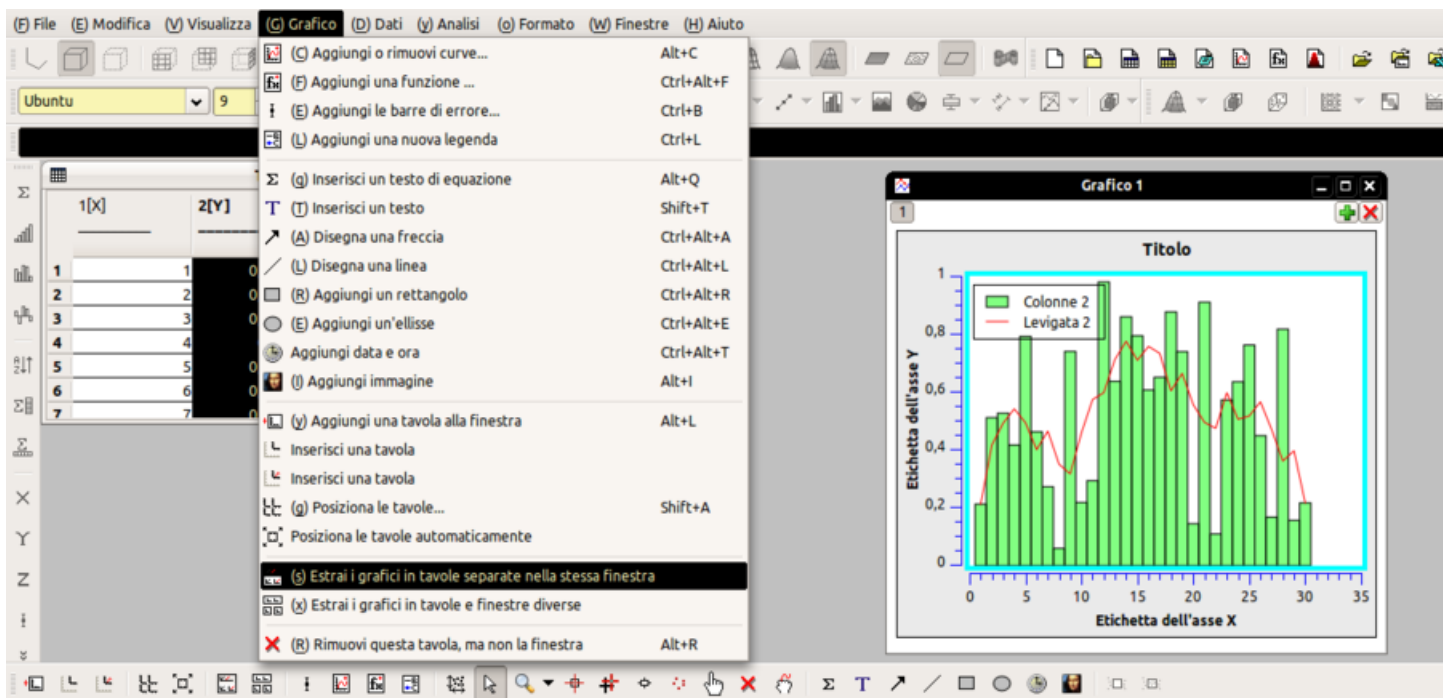 (F) File (E) Modifica (V) Visualizza (G) Grafico (D) Dati (y) Analisi (o) Formato (W) Finestre (H) Aiuto
(C) Aggiungi o rimuovi curve... Alt+C
(F) Aggiungi una funzione ... Ctrl+Alt+F
(E) Aggiungi le barre di errore... Ctrl+B
(L) Aggiungi una nuova legenda Ctrl+L
(q) Inserisci un testo di equazione Alt+Q
(T) Inserisci un testo Shift+T
(A) Disegna una freccia Ctrl+Alt+A
(L) Disegna una linea Ctrl+Alt+L
(R) Aggiungi un rettangolo Ctrl+Alt+R
(E) Aggiungi un'ellisse Ctrl+Alt+E
Aggiungi data e ora Ctrl+Alt+T
(I) Aggiungi immagine Alt+I
(y) Aggiungi una tavola alla finestra Alt+L
Inserisci una tavola
Inserisci una tavola
(g) Posiziona le tavole... Shift+A
Posiziona le tavole automaticamente
(s) Estrai i grafici in tavole separate nella stessa finestra
(x) Estrai i grafici in tavole e finestre diverse
(R) Rimuovi questa tavola, ma non la finestra Alt+R
Ubuntu 9
1[X] 2[Y]
1 1 0
2 2 0
3 3 0
4 4
5 5 0
6 6 0
7 7 0
Grafico 1
1
Titolo
Colonne 2
Levigata 2
Etichetta dell'asse Y
1
0,8
0,6
0,4
0,2
0
0 5 10 15 20 25 30 35
Etichetta dell'asse X